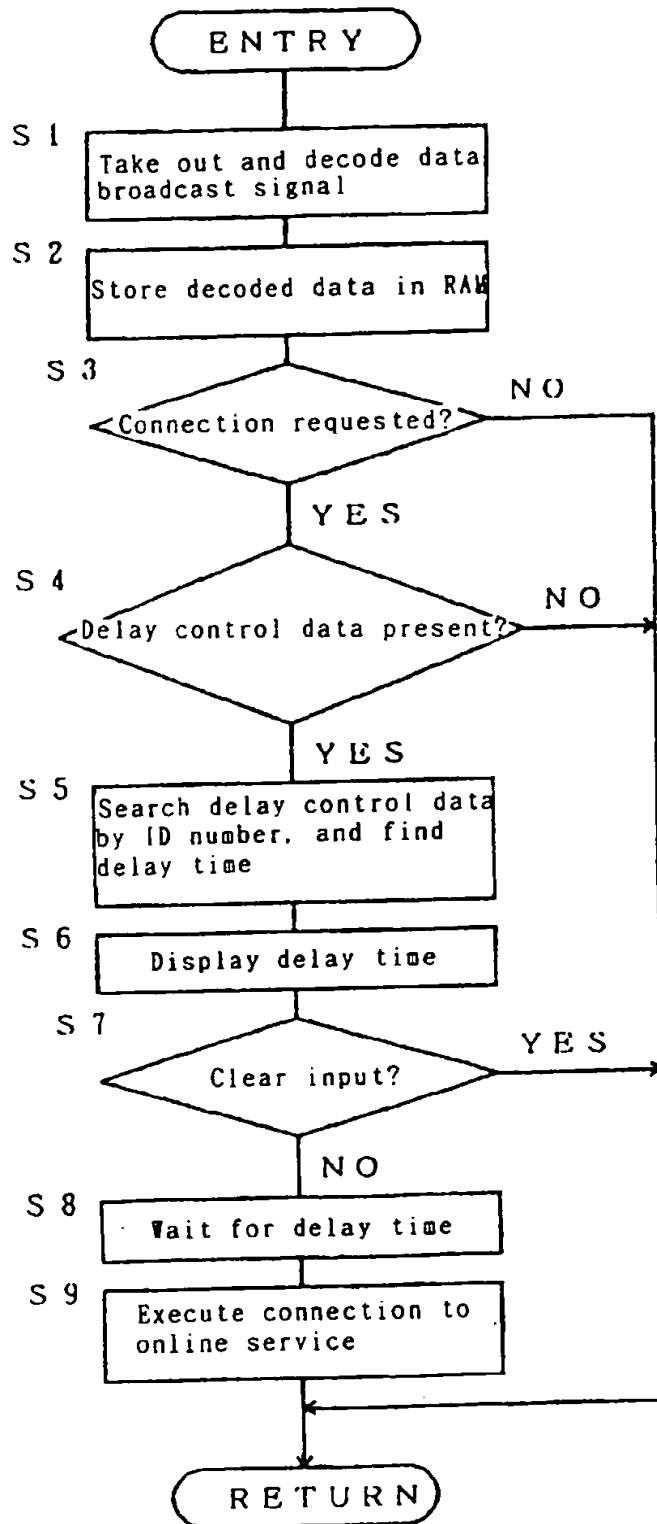 ENTRY
S 1
Take out and decode data
broadcast signal
S 2
Store decoded data in RAM
S 3
Connection requested?
NO
YES
S 4
Delay control data present?
NO
YES
S 5
Search delay control data
by ID number, and find
delay time
S 6
Display delay time
S 7
Clear input?
YES
NO
S 8
Wait for delay time
S 9
Execute connection to
online service
RETURN